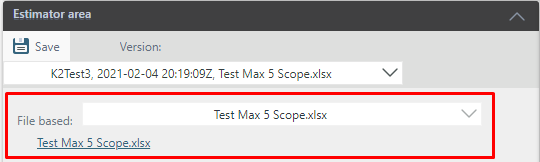 Estimator area
Save Version:
K2Test3, 2021-02-04 20:19:09Z, Test Max 5 Scope.xlsx
File based: Test Max 5 Scope.xlsx
Test Max 5 Scope.xlsx